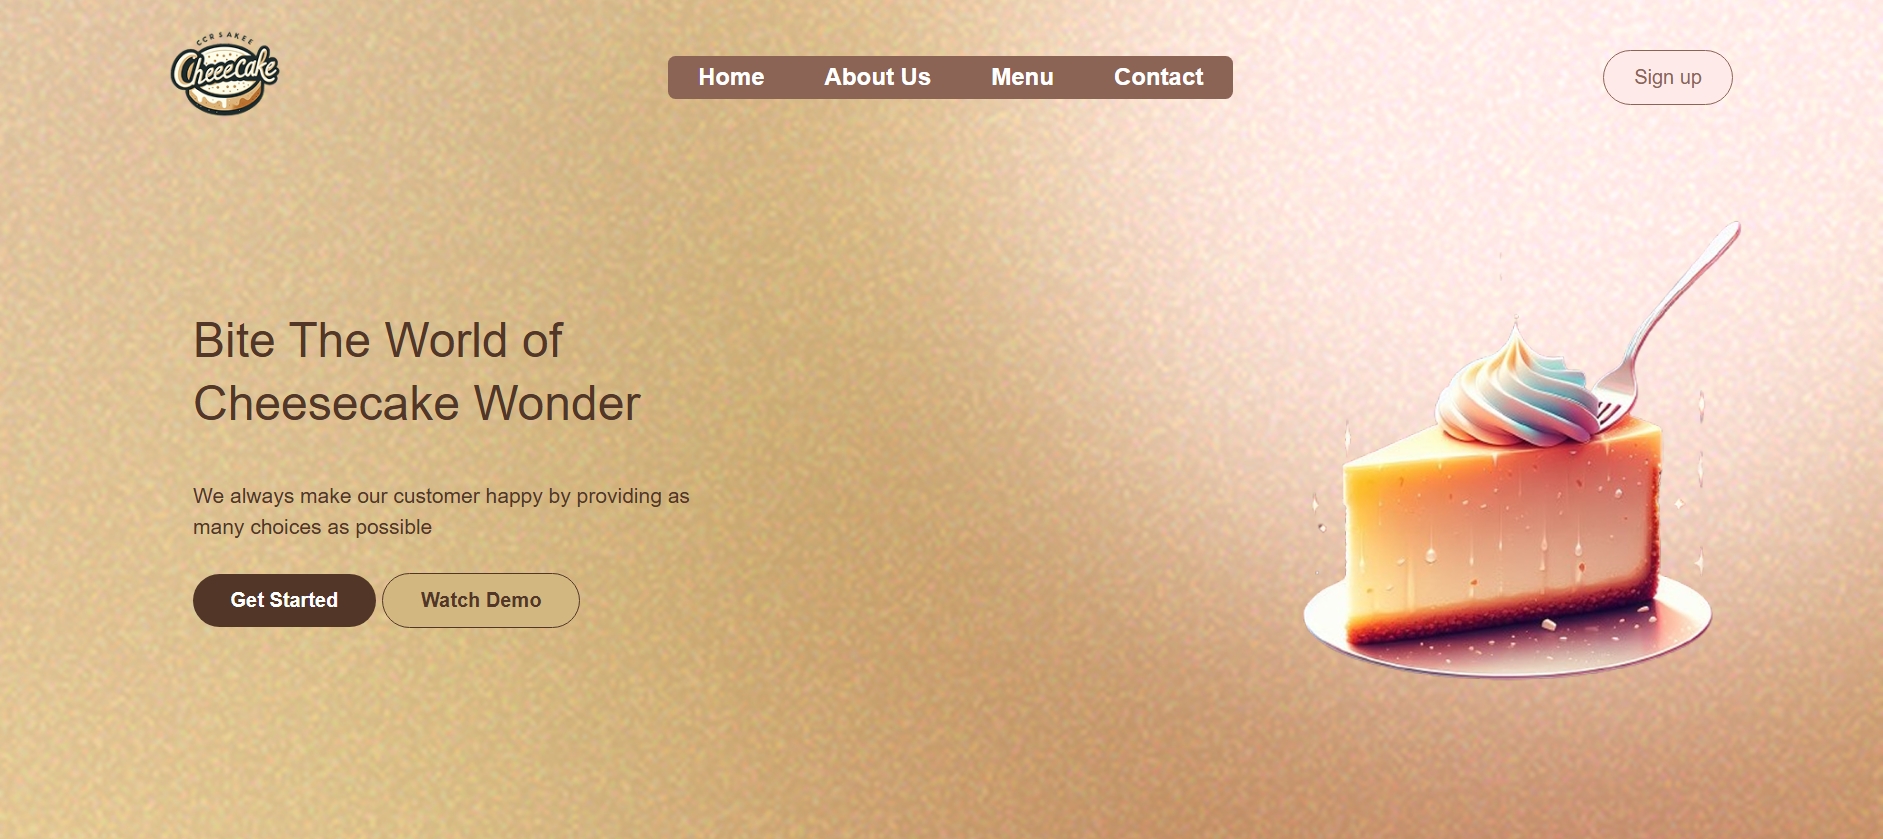 CCR S AKEE
Cheeecake
Home About Us Menu Contact
Sign up
Bite The World of
Cheesecake Wonder
We always make our customer happy by providing as
many choices as possible
Get Started Watch Demo